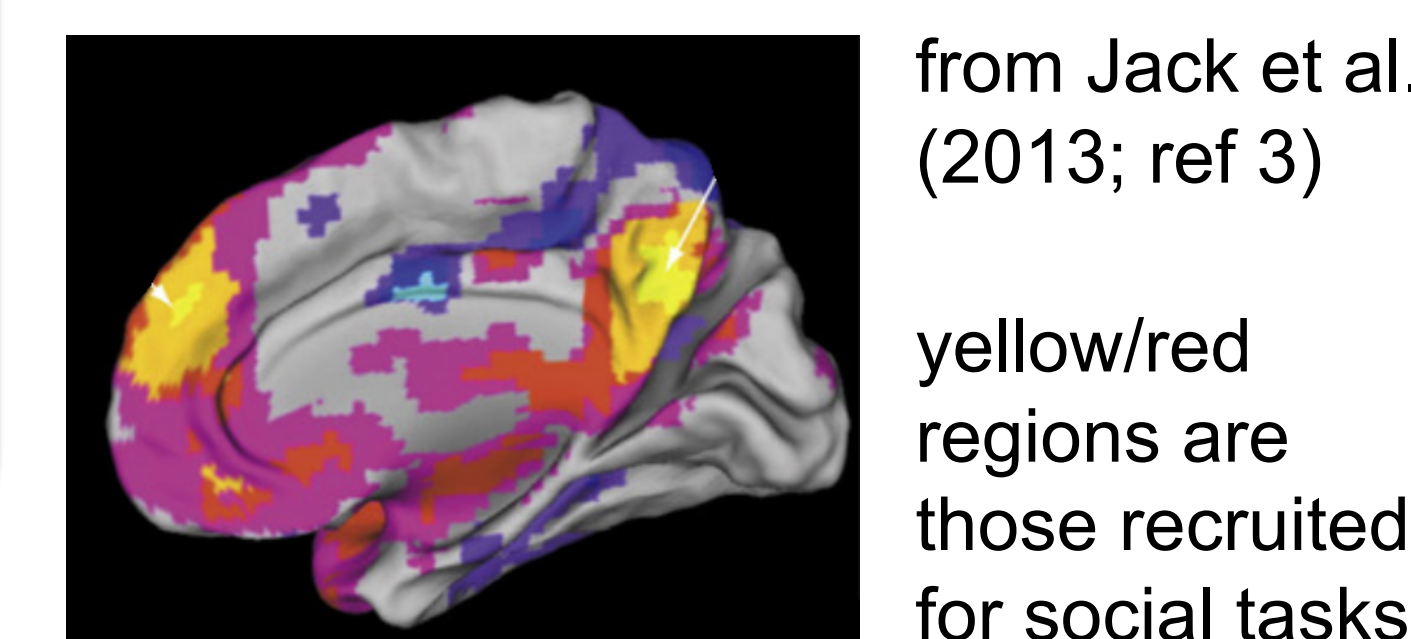 from Jack et al.
(2013; ref 3)
yellow/red
regions are
those recruited
for social tasks